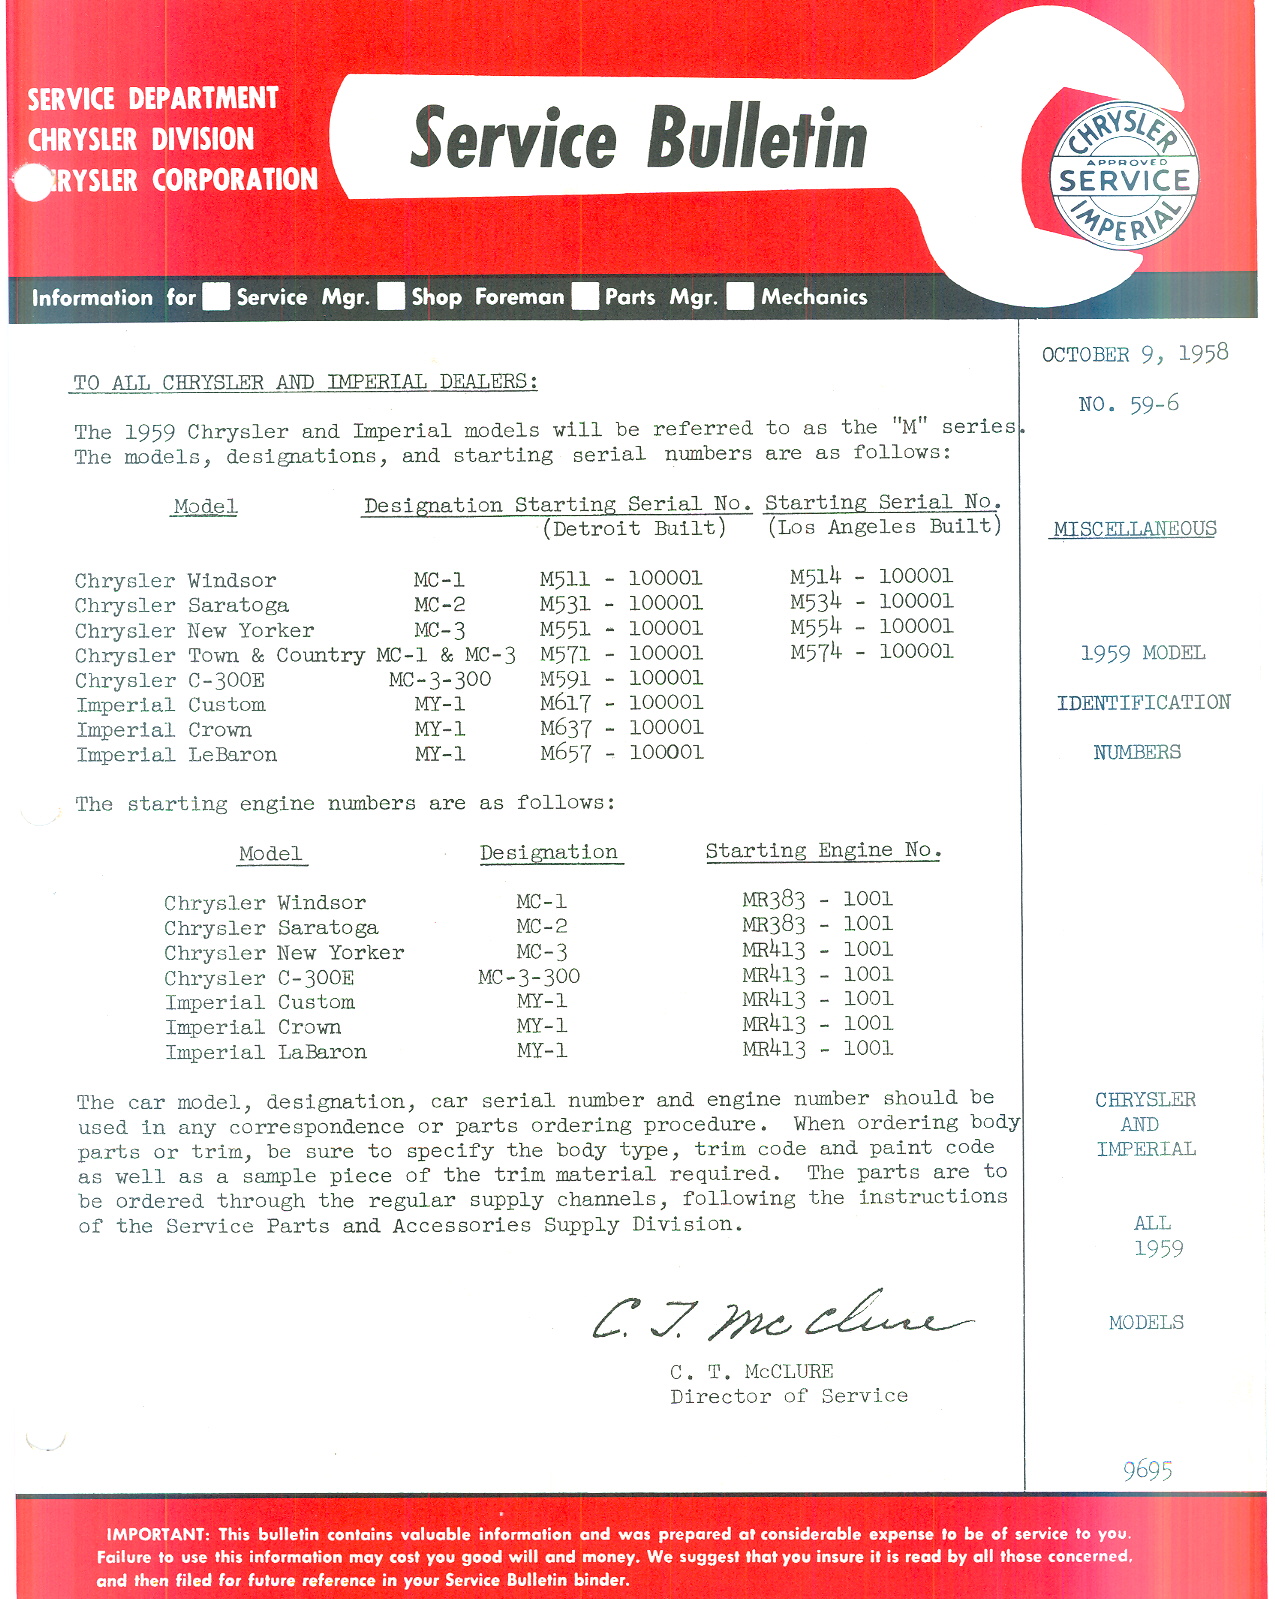 SERVICE DEPARTMENT
CHRYSLER DIVISION
RYSLER CORPORATION
Service Bulletin
CHRYSLER
APPROVED
SERVICE
IMPERIAL
Information for Service Mgr. Shop Foreman Parts Mgr. Mechanics
OCTOBER 9, 1958
NO. 59-6
TO ALL CHRYSLER AND IMPERIAL DEALERS:
The 1959 Chrysler and Imperial models will be referred to as the "M" series.
The models, designations, and starting serial numbers are as follows:
Model Designation Starting Serial No. Starting Serial No.
(Detroit Built) (Los Angeles Built)
Chrysler Windsor MC-1 M511 - 100001 M514 - 100001
Chrysler Saratoga MC-2 M531 - 100001 M534 - 100001
Chrysler New Yorker MC-3 M551 - 100001 M554 - 100001
Chrysler Town & Country MC-1 & MC-3 M571 - 100001 M574 - 100001
Chrysler C-300E MC-3-300 M591 - 100001
Imperial Custom MY-1 M617 - 100001
Imperial Crown MY-1 M637 - 100001
Imperial LeBaron MY-1 M657 - 100001
The starting engine numbers are as follows:
Model Designation Starting Engine No.
Chrysler Windsor MC-1 MR383 - 1001
Chrysler Saratoga MC-2 MR383 - 1001
Chrysler New Yorker MC-3 MR413 - 1001
Chrysler C-300E MC-3-300 MR413 - 1001
Imperial Custom MY-1 MR413 - 1001
Imperial Crown MY-1 MR413 - 1001
Imperial LaBaron MY-1 MR413 - 1001
The car model, designation, car serial number and engine number should be
used in any correspondence or parts ordering procedure. When ordering body
parts or trim, be sure to specify the body type, trim code and paint code
as well as a sample piece of the trim material required. The parts are to
be ordered through the regular supply channels, following the instructions
of the Service Parts and Accessories Supply Division.
C. T. McClure
C. T. McCLURE
Director of Service
MISCELLANEOUS
1959 MODEL
IDENTIFICATION
NUMBERS
CHRYSLER
AND
IMPERIAL
ALL
1959
MODELS
9695
IMPORTANT: This bulletin contains valuable information and was prepared at considerable expense to be of service to you.
Failure to use this information may cost you good will and money. We suggest that you insure it is read by all those concerned,
and then filed for future reference in your Service Bulletin binder.